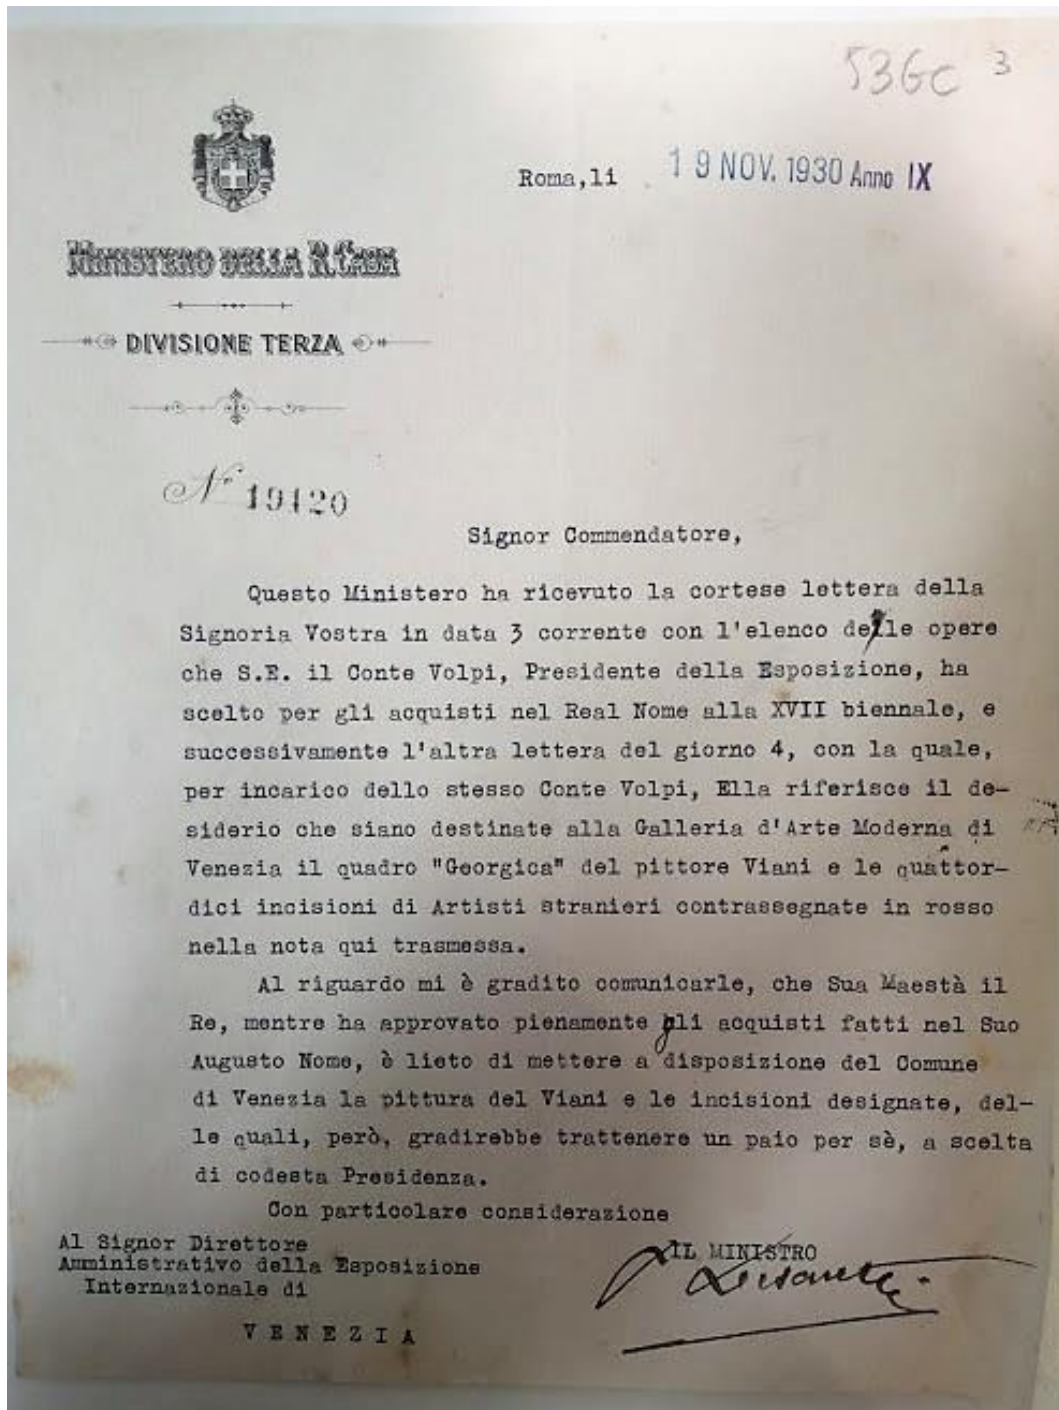 53GC 3
Roma,li 19 NOV. 1930 Anno IX
MINISTERO DELLA R. CASA
DIVISIONE TERZA
N° 19120
Signor Commendatore,
Questo Ministero ha ricevuto la cortese lettera della
Signoria Vostra in data 3 corrente con l'elenco delle opere
che S.E. il Conte Volpi, Presidente della Esposizione, ha
scelto per gli acquisti nel Real Nome alla XVII biennale, e
successivamente l'altra lettera del giorno 4, con la quale,
per incarico dello stesso Conte Volpi, Ella riferisce il de-
siderio che siano destinate alla Galleria d'Arte Moderna di
Venezia il quadro "Georgica" del pittore Viani e le quattor-
dici incisioni di Artisti stranieri contrassegnate in rosso
nella nota qui trasmessa.
Al riguardo mi è gradito comunicarle, che Sua Maestà il
Re, mentre ha approvato pienamente gli acquisti fatti nel Suo
Augusto Nome, è lieto di mettere a disposizione del Comune
di Venezia la pittura del Viani e le incisioni designate, del-
le quali, però, gradirebbe trattenere un paio per sè, a scelta
di codesta Presidenza.
Con particolare considerazione
IL MINISTRO
Al Signor Direttore
Amministrativo della Esposizione
Internazionale di
VENEZIA